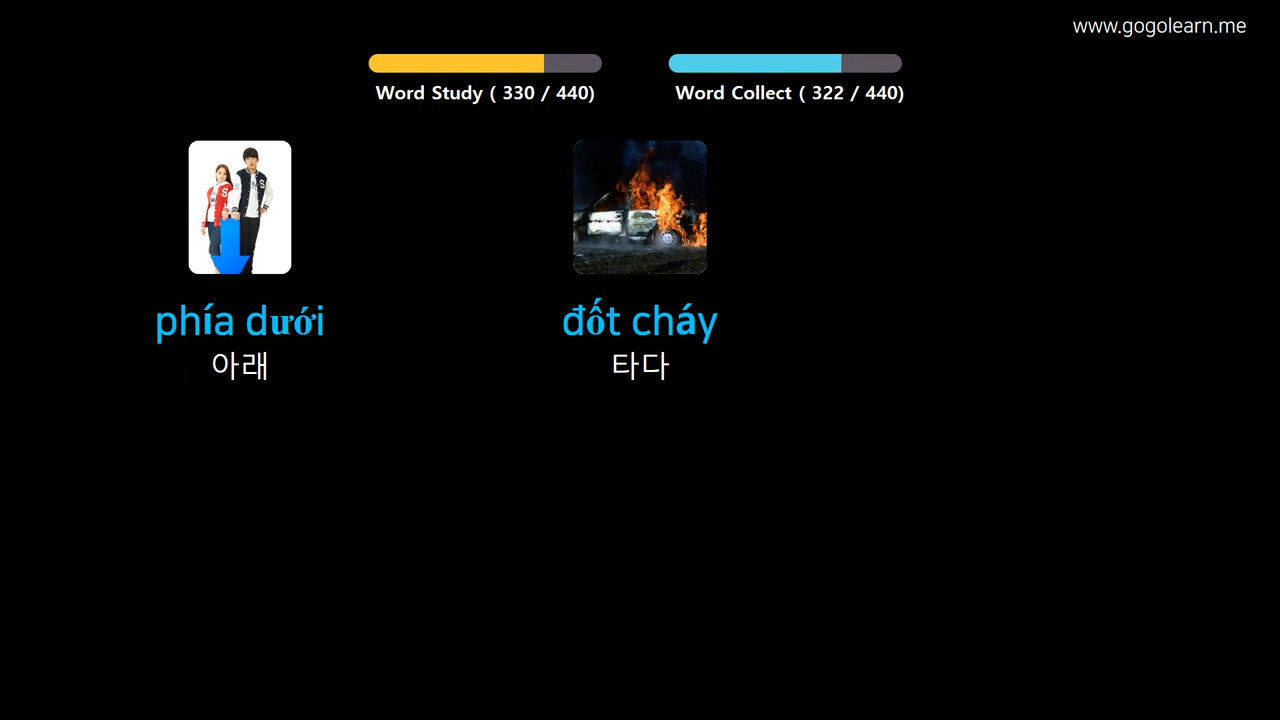 www.gogolearn.me
Word Study ( 330 / 440)
Word Collect ( 322 / 440)
phía dưới
아래
đốt cháy
타다